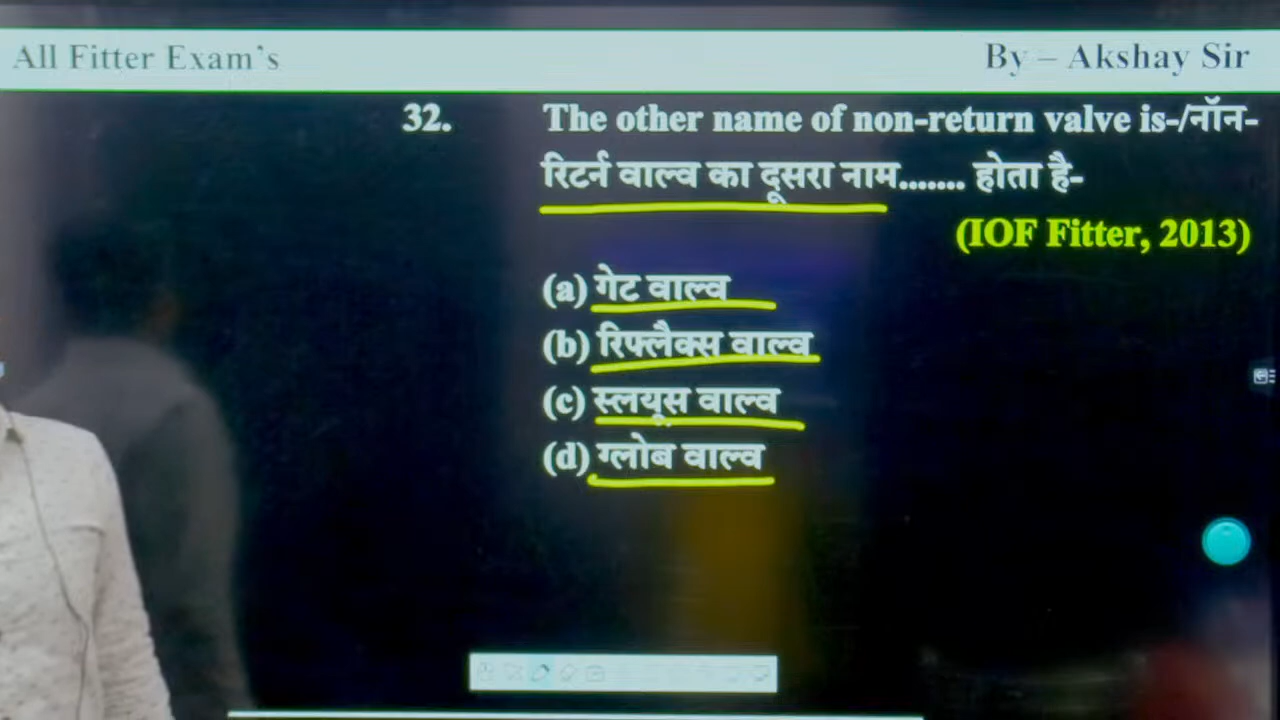 All Fitter Exam's
By – Akshay Sir
32. The other name of non-return valve is-/नॉन-
रिटर्न वाल्व का दूसरा नाम....... होता है-
(IOF Fitter, 2013)
(a) गेट वाल्व
(b) रिफ्लैक्स वाल्व
(c) स्लयूस वाल्व
(d) ग्लोब वाल्व